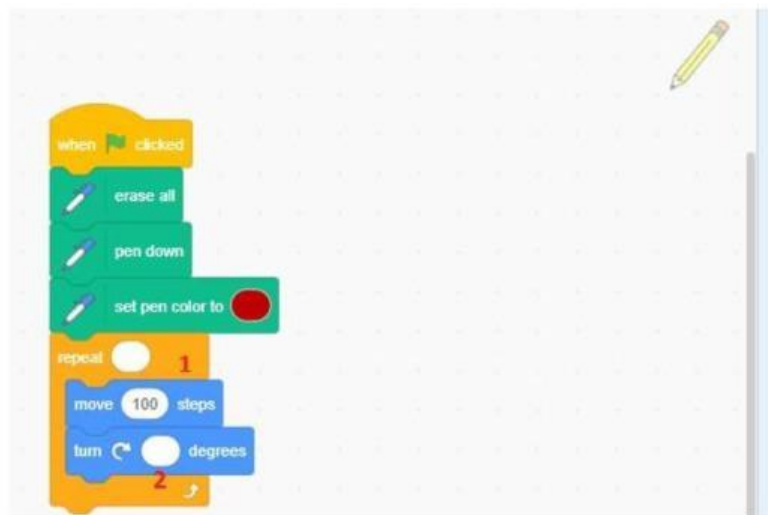 when clicked
erase all
pen down
set pen color to
repeat 1
move 100 steps
turn degrees
2